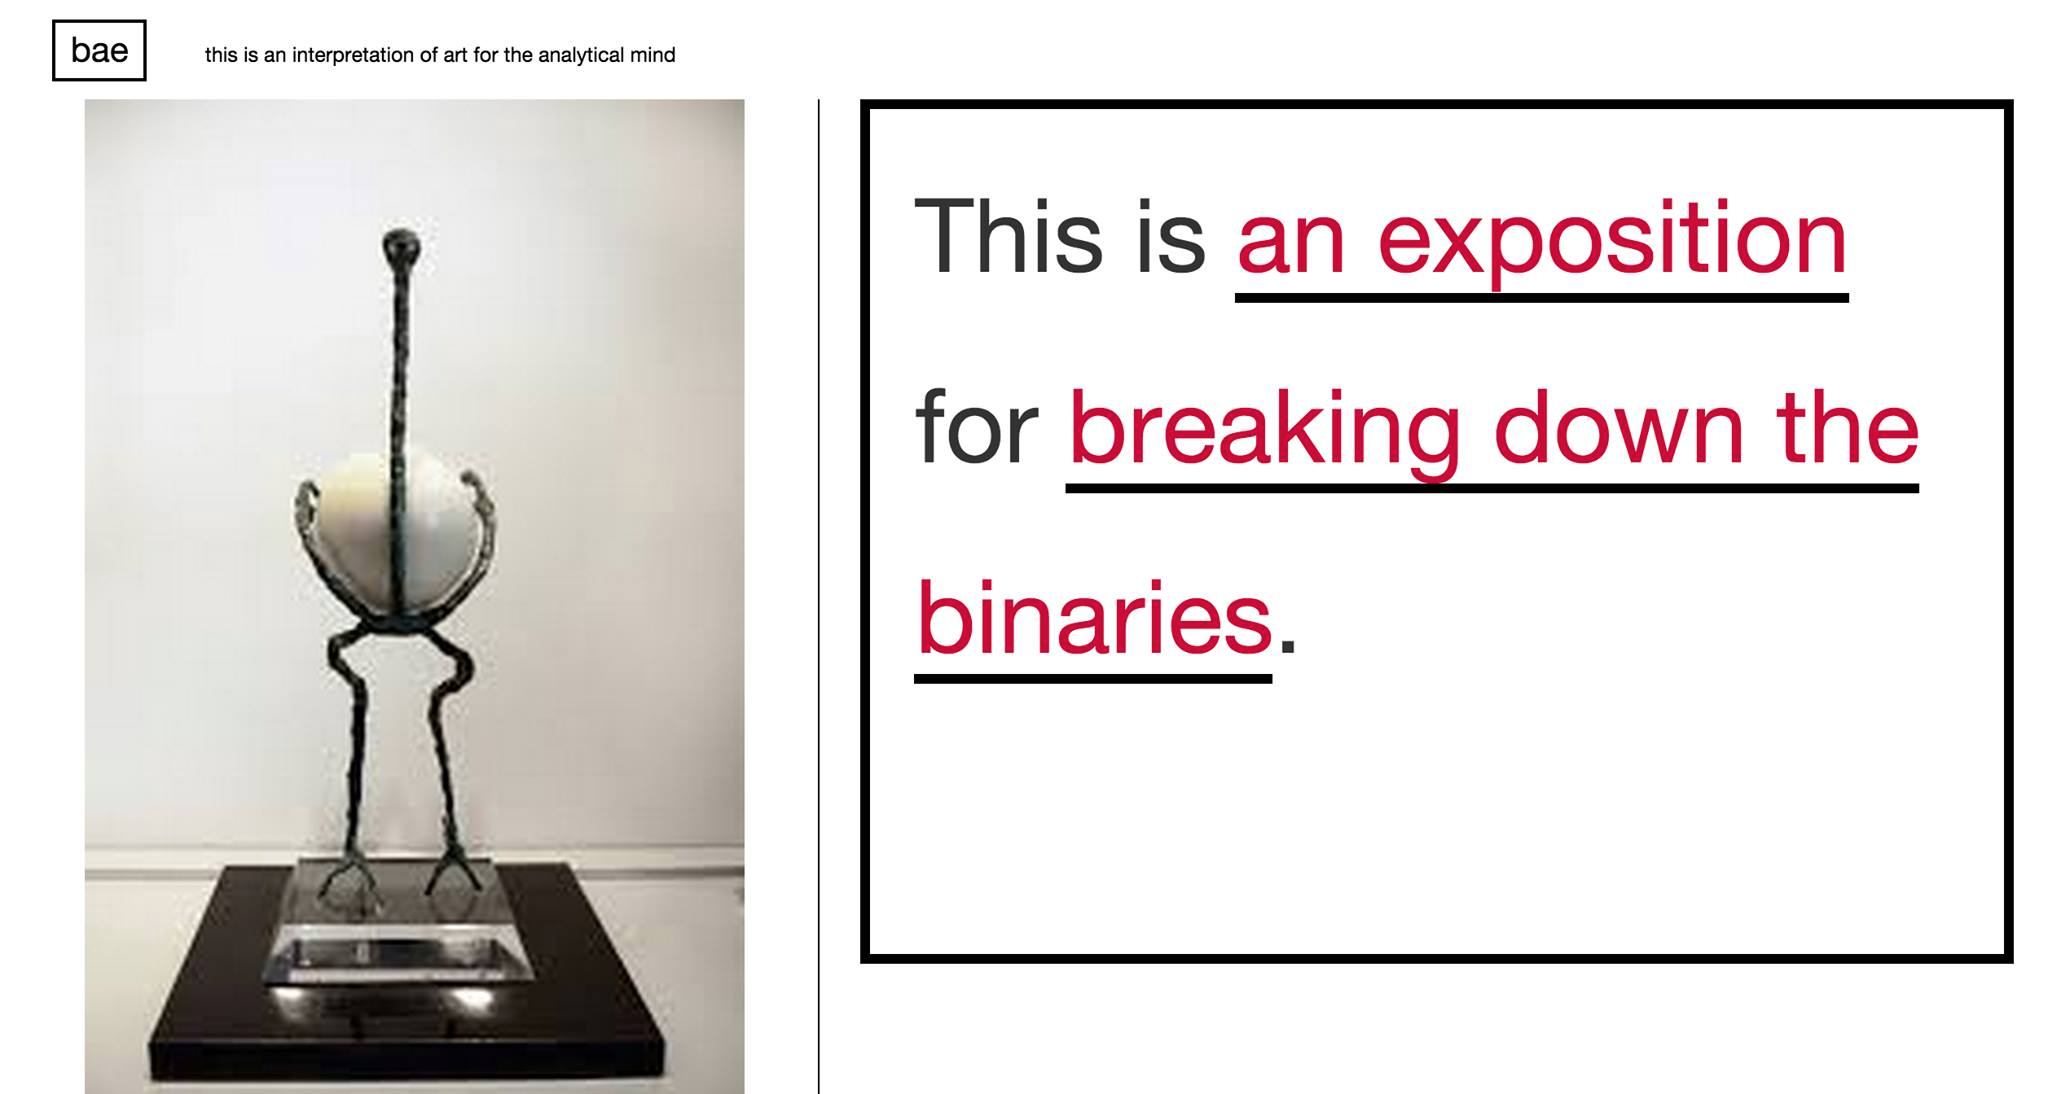 bae
this is an interpretation of art for the analytical mind
This is an exposition
for breaking down the
binaries.